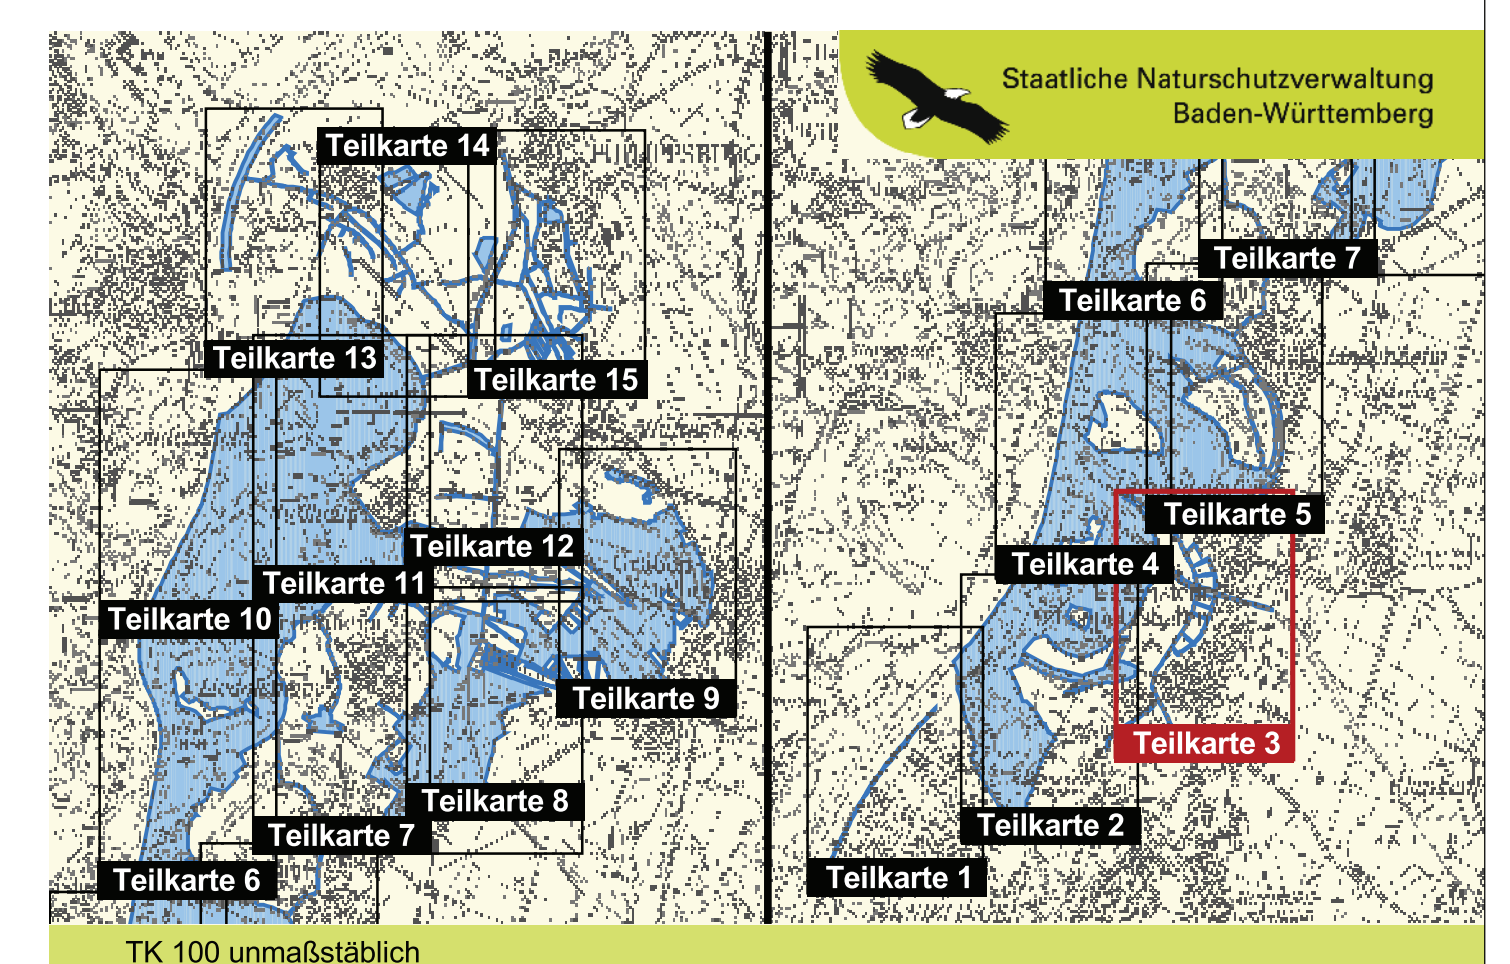 Staatliche Naturschutzverwaltung
Baden-Württemberg
Teilkarte 14
Teilkarte 13
Teilkarte 15
Teilkarte 12
Teilkarte 11
Teilkarte 10
Teilkarte 9
Teilkarte 8
Teilkarte 7
Teilkarte 6
Teilkarte 7
Teilkarte 6
Teilkarte 5
Teilkarte 4
Teilkarte 3
Teilkarte 2
Teilkarte 1
TK 100 unmaßstäblich